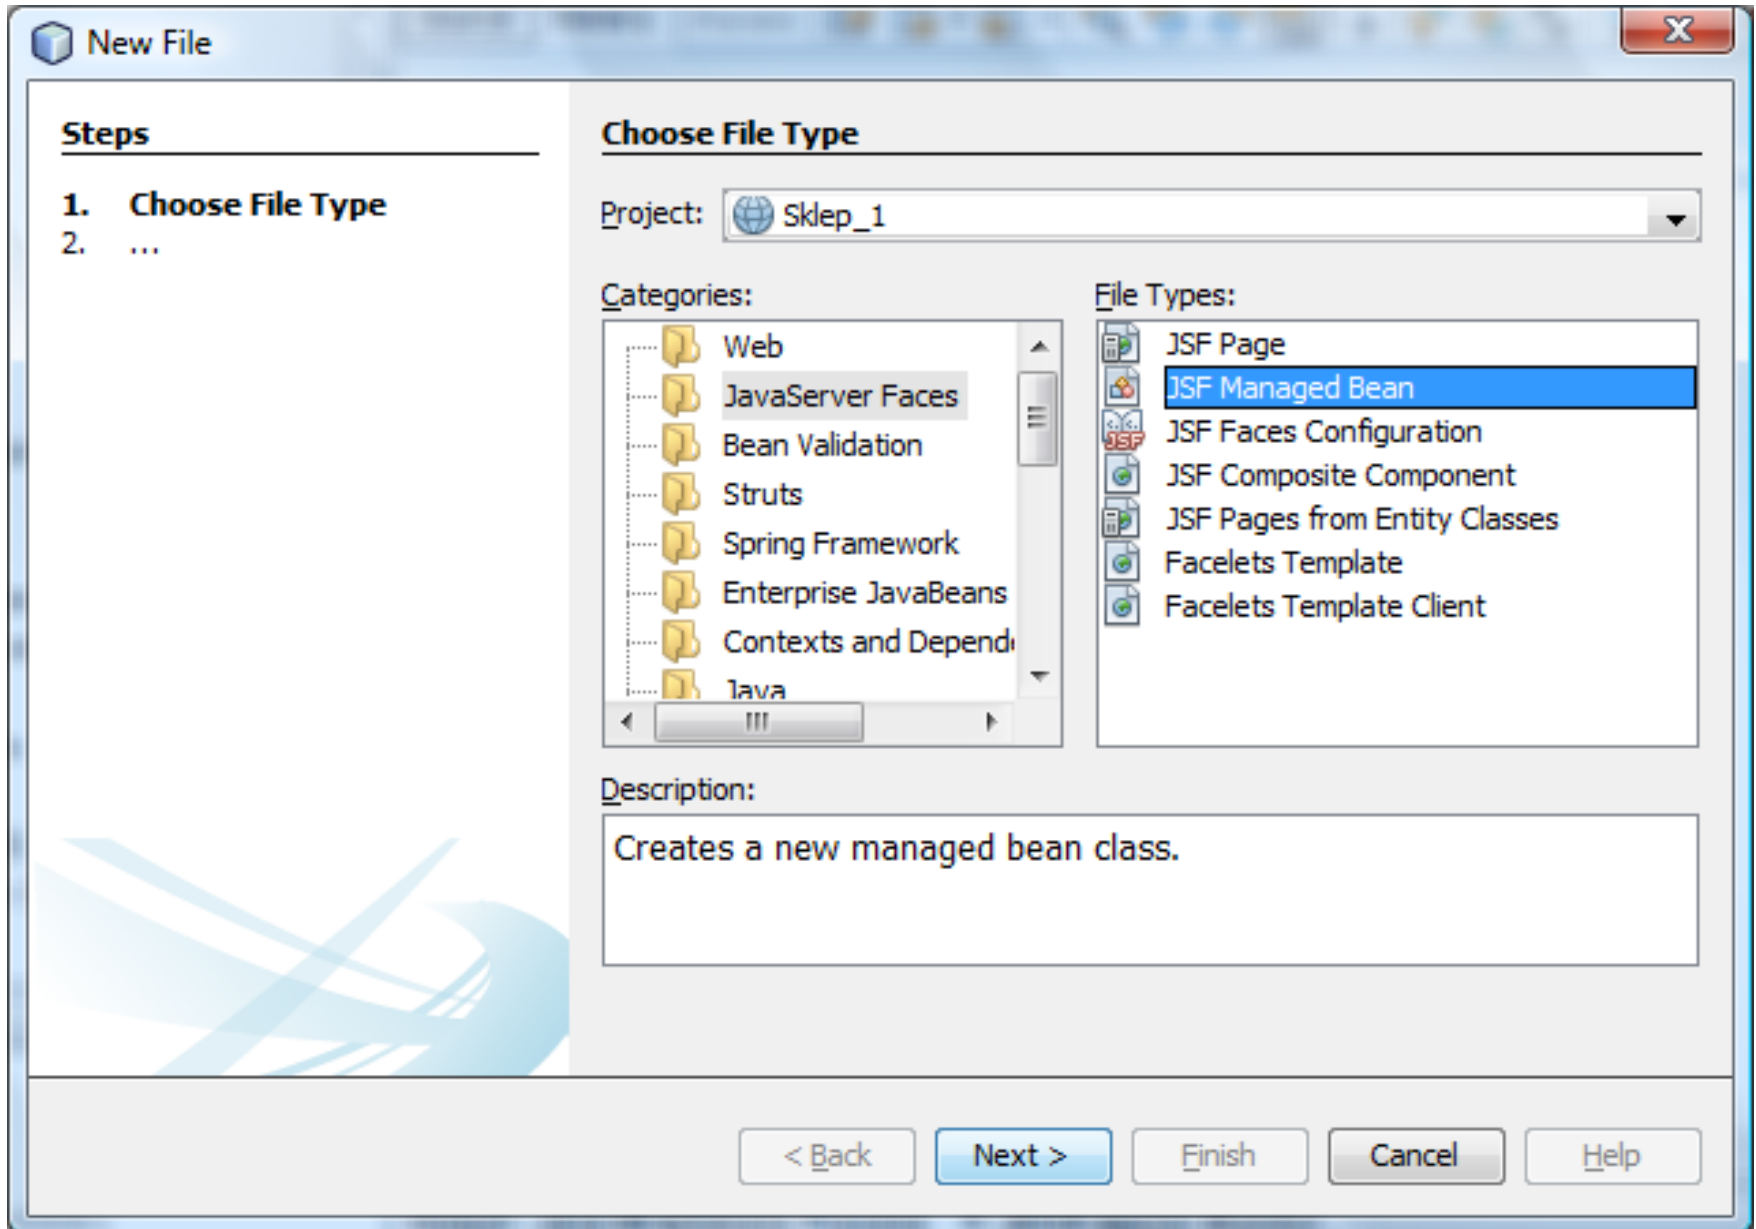 New File
X
Steps
1. Choose File Type
2. ...
Choose File Type
Project: Sklep_1
Categories:
Web
JavaServer Faces
Bean Validation
Struts
Spring Framework
Enterprise JavaBeans
Contexts and Depend
Java
File Types:
JSF Page
JSF Managed Bean
JSF Faces Configuration
JSF Composite Component
JSF Pages from Entity Classes
Facelets Template
Facelets Template Client
Description:
Creates a new managed bean class.
< Back
Next >
Finish
Cancel
Help